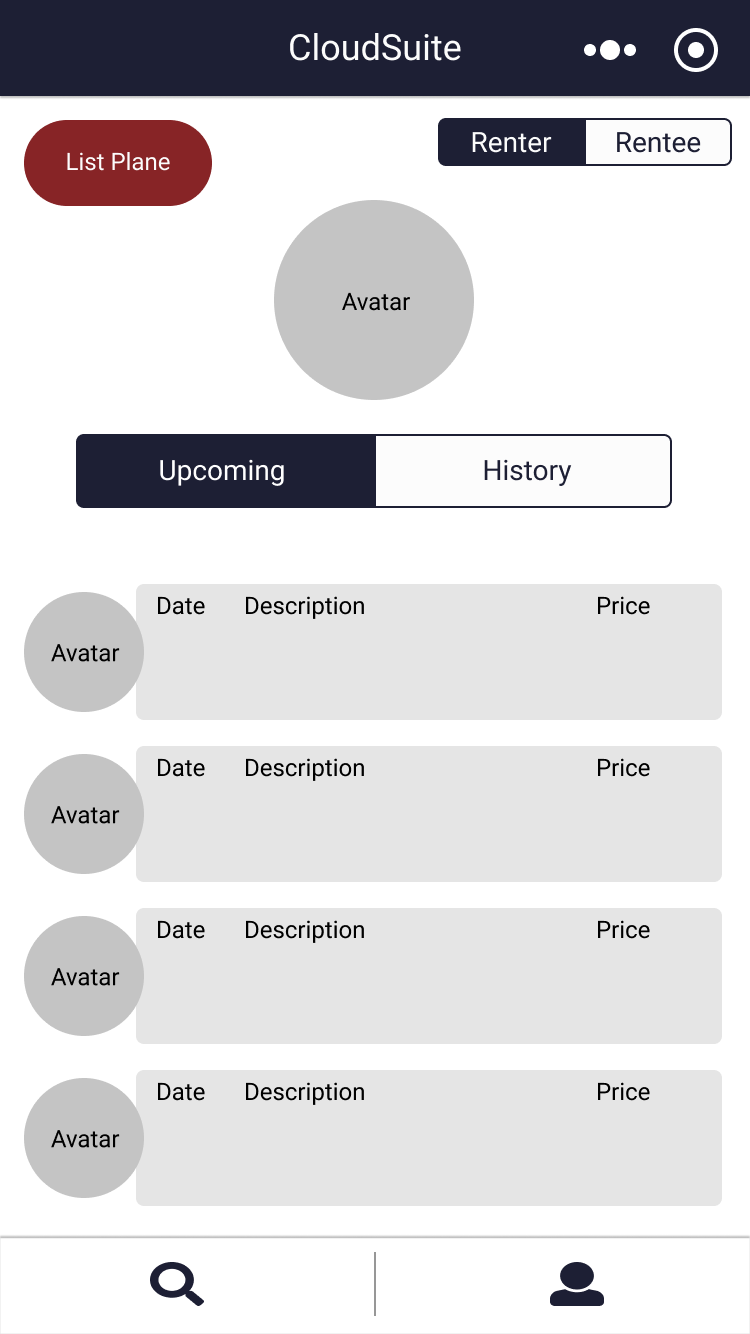 CloudSuite
List Plane
Renter Rentee
Avatar
Upcoming History
Date Description Price
Avatar
Date Description Price
Avatar
Date Description Price
Avatar
Date Description Price
Avatar